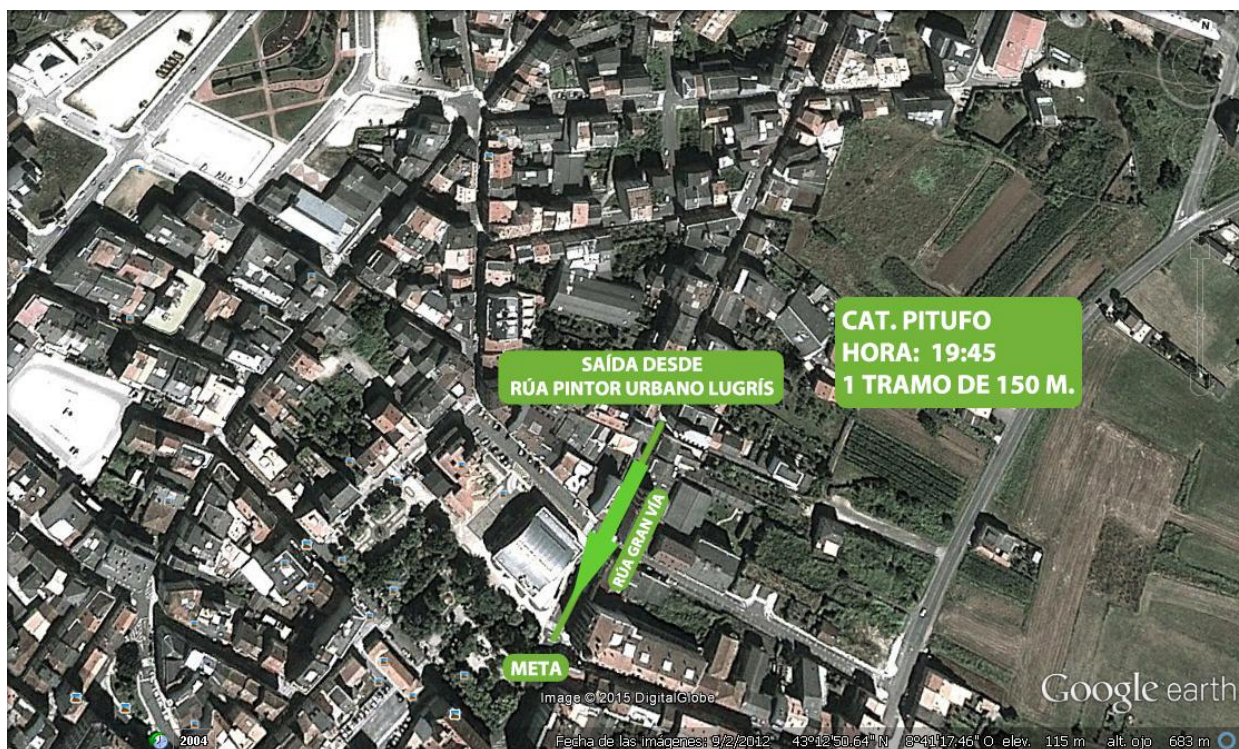 N
CAT. PITUFO
HORA: 19:45
1 TRAMO DE 150 M.
SAÍDA DESDE
RÚA PINTOR URBANO LUGRÍS
RÚA GRAN VÍA
META
Image © 2015 DigitalGlobe
Google earth
2004
Fecha de las imágenes: 9/2/2012 43°12'50.64" N 8°41'17.46" O elev. 115 m alt. ojo 683 m